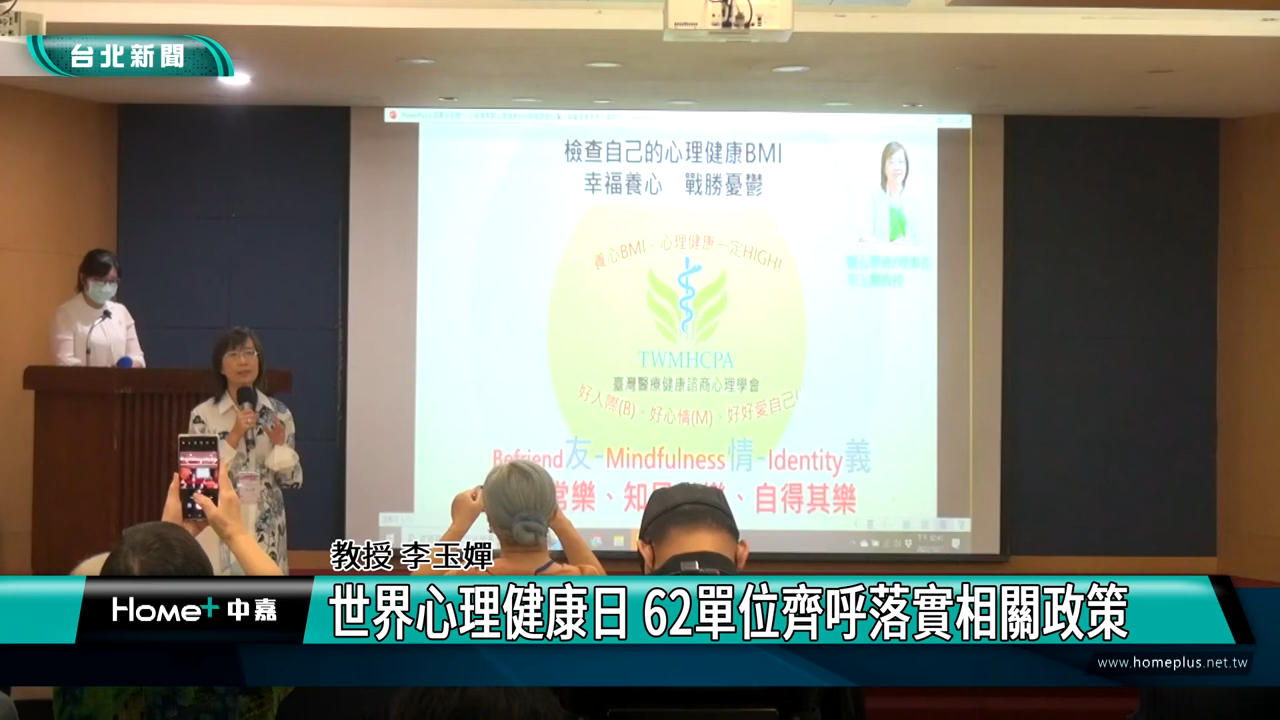 台北新聞
檢查自己的心理健康BMI
幸福養心 戰勝憂鬱
養心BMI、心理健康一定HIGH!
TWMHCPA
臺灣醫療健康諮商心理學會
好人際(B)、好心情(M)、好好愛自己(I
Befriend友-Mindfulness情-Identity義
常樂、知
樂、自得其樂
教授 李玉嬋
Home+ 中嘉
世界心理健康日 62單位齊呼落實相關政策
www.homeplus.net.tw